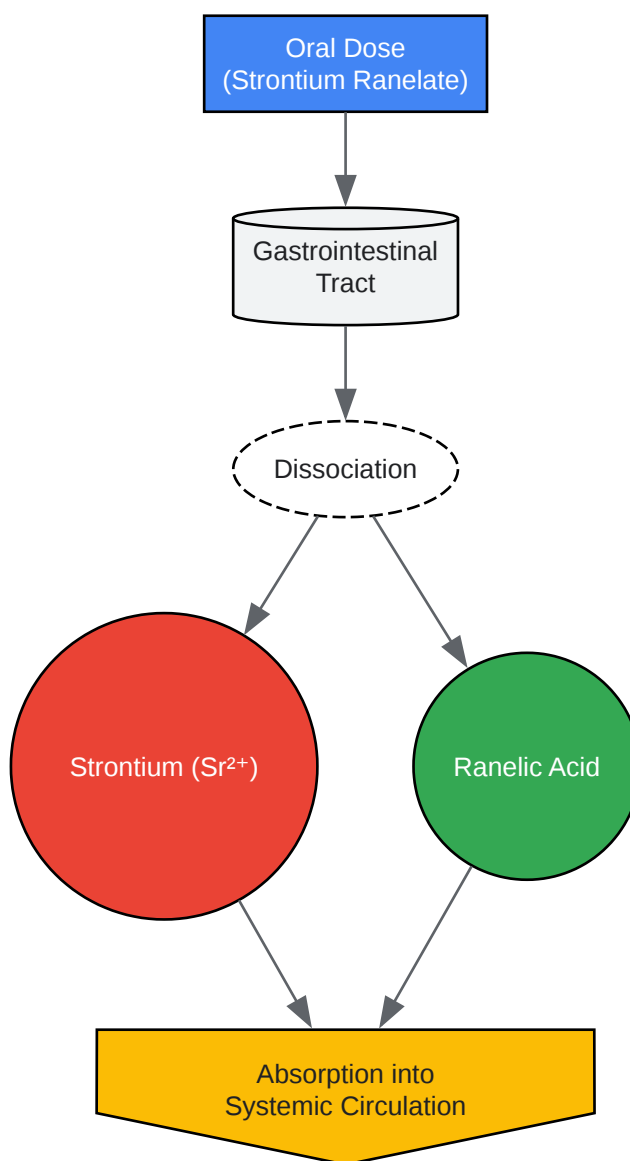 Oral Dose
(Strontium Ranelate)
Gastrointestinal
Tract
Dissociation
Strontium (Sr²⁺)
Ranelic Acid
Absorption into
Systemic Circulation